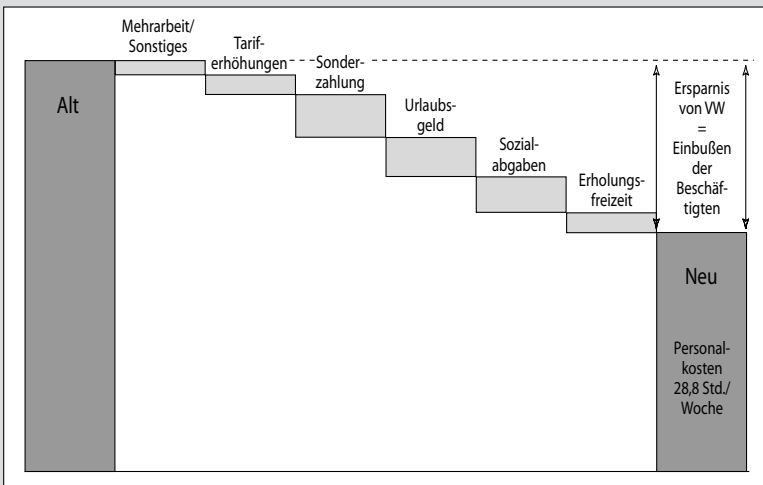 Mehrarbeit/
Sonstiges
Tarif-
erhöhungen
Sonder-
zahlung
Urlaubs-
geld
Sozial-
abgaben
Erholungs-
freizeit
Ersparnis
von VW
=
Einbußen
der
Beschäf-
tigten
Alt
Neu
Personal-
kosten
28,8 Std./
Woche